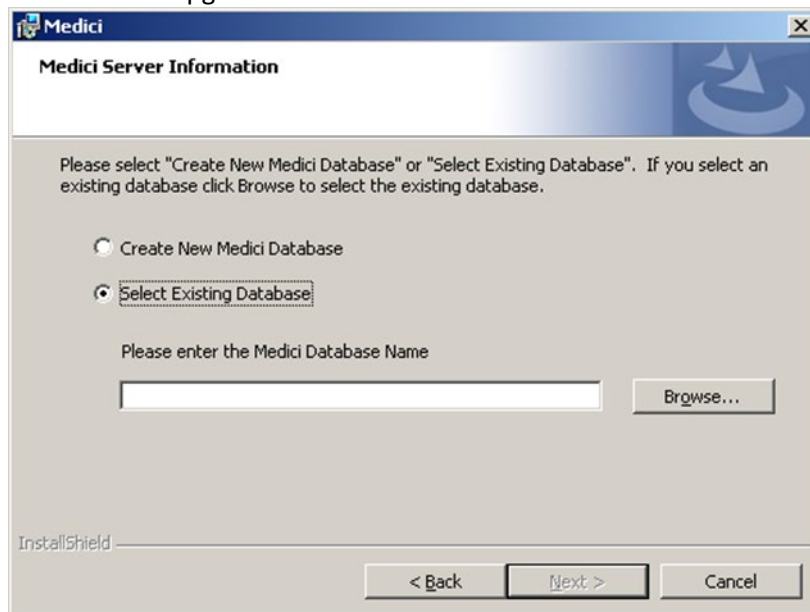 Medici
Medici Server Information
Please select "Create New Medici Database" or "Select Existing Database". If you select an
existing database click Browse to select the existing database.
Create New Medici Database
Select Existing Database
Please enter the Medici Database Name
Browse...
InstallShield
< Back
Next >
Cancel